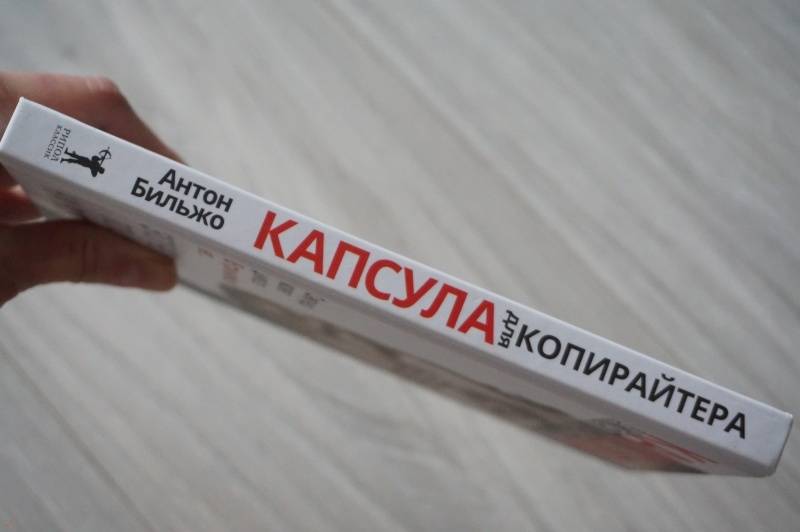 РИПОЛ
КЛАССИК
Антон
Бильжо
КАПСУЛА
для
КОПИРАЙТЕРА